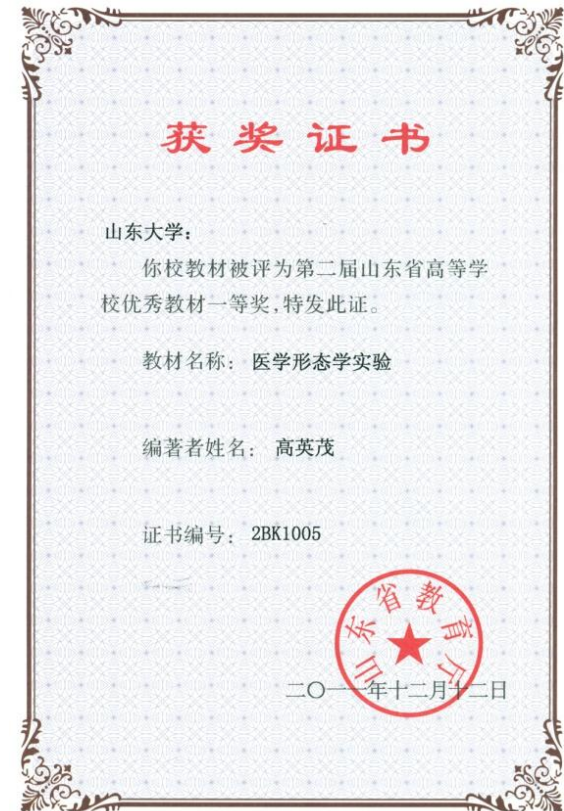 获奖证书
山东大学：
你校教材被评为第二届山东省高等学
校优秀教材一等奖，特发此证。
教材名称：医学形态学实验
编著者姓名：高英茂
证书编号：2BK1005
山东省教育厅
二〇一一年十二月十二日